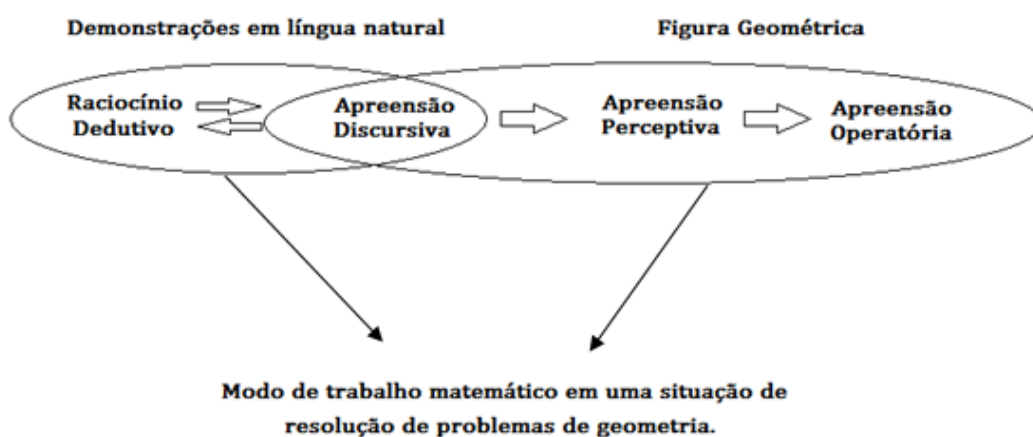 Demonstrações em língua natural
Figura Geométrica
Raciocínio
Dedutivo
Apreensão
Discursiva
Apreensão
Perceptiva
Apreensão
Operatória
Modo de trabalho matemático em uma situação de
resolução de problemas de geometria.